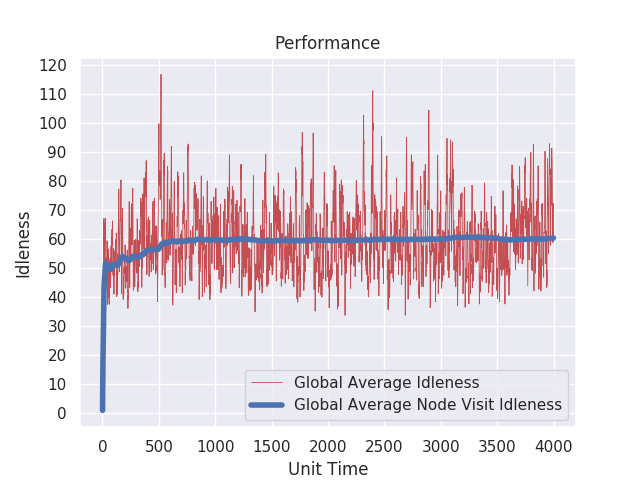 Performance
120
110
100
90
80
70
60
50
40
30
20
10
0
Idleness
Global Average Idleness
Global Average Node Visit Idleness
0 500 1000 1500 2000 2500 3000 3500 4000
Unit Time